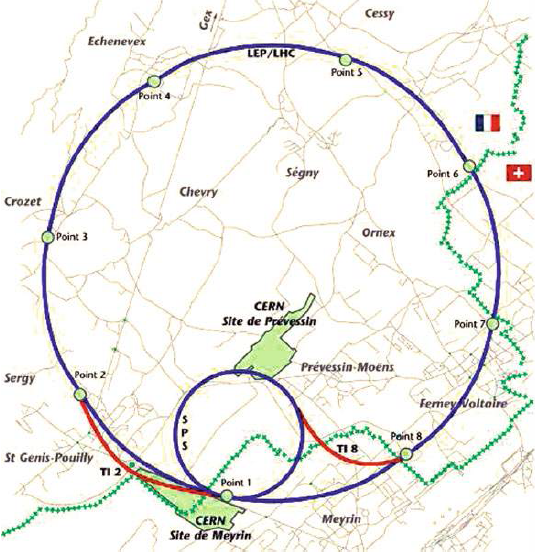 Cessy
Gex
Echenevex
LEP/LHC
Point 5
Point 4
Ségny
Point 6
Chevry
Crozet
Ornex
Point 3
CERN
Site de Prévessin
Point 7
Prévessin-Moens
Point 2
Sergy
Ferney Voltaire
S
P
S
Point 8
TI 8
St Genis-Pouilly
TI 2
Point 1
CERN
Site de Meyrin
Meyrin